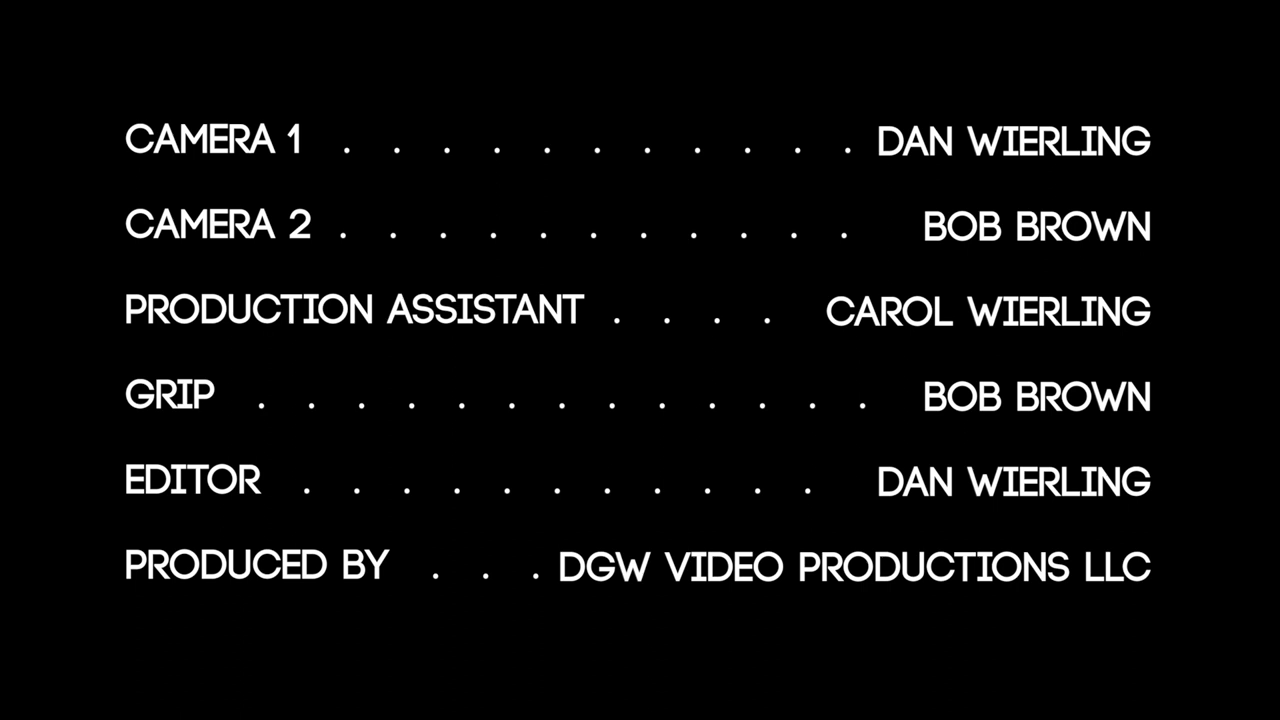 CAMERA 1 . . . . . . . . . . . DAN WIERLING
CAMERA 2 . . . . . . . . . . . BOB BROWN
PRODUCTION ASSISTANT . . . . CAROL WIERLING
GRIP . . . . . . . . . . . . . BOB BROWN
EDITOR . . . . . . . . . . . DAN WIERLING
PRODUCED BY . . . DGW VIDEO PRODUCTIONS LLC